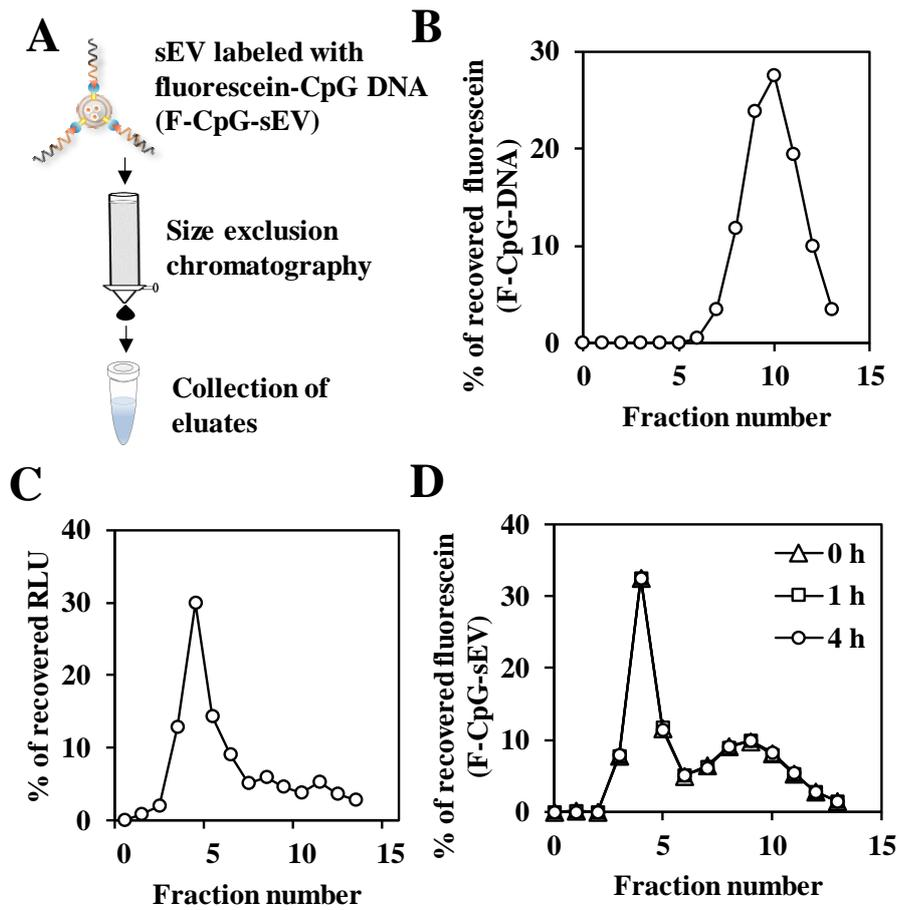 A
sEV labeled with
fluorescein-CpG DNA
(F-CpG-sEV)
Size exclusion
chromatography
Collection of
eluates
B
% of recovered fluorescein
(F-CpG-DNA)
30
20
10
0
0 5 10 15
Fraction number
C
% of recovered RLU
40
30
20
10
0
0 5 10 15
Fraction number
D
% of recovered fluorescein
(F-CpG-sEV)
40
30
20
10
0
0 h
1 h
4 h
0 5 10 15
Fraction number